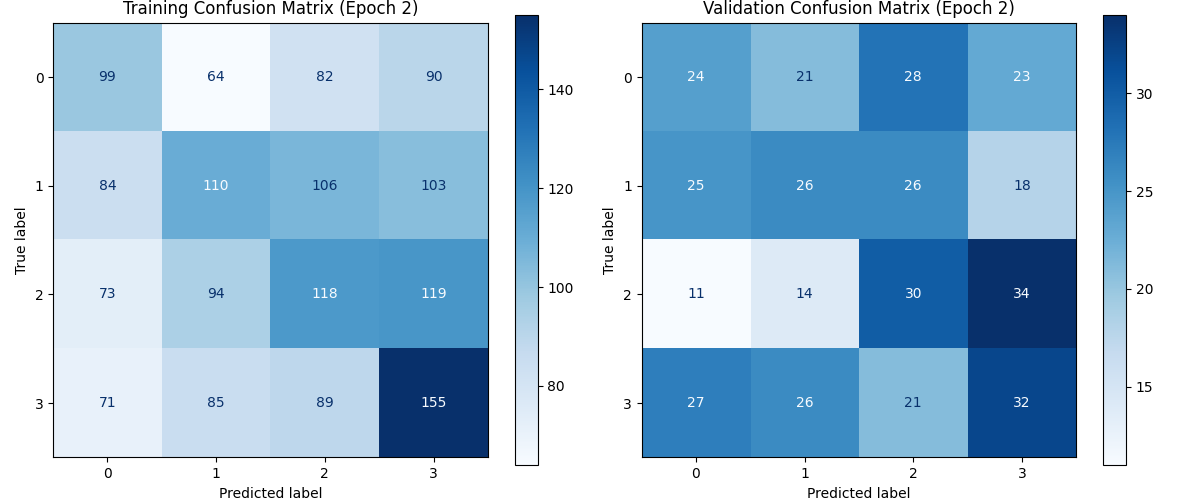 Training Confusion Matrix (Epoch 2)
True label
0 99 64 82 90
1 84 110 106 103
2 73 94 118 119
3 71 85 89 155
0 1 2 3
Predicted label
140
120
100
80
Validation Confusion Matrix (Epoch 2)
True label
0 24 21 28 23
1 25 26 26 18
2 11 14 30 34
3 27 26 21 32
0 1 2 3
Predicted label
30
25
20
15